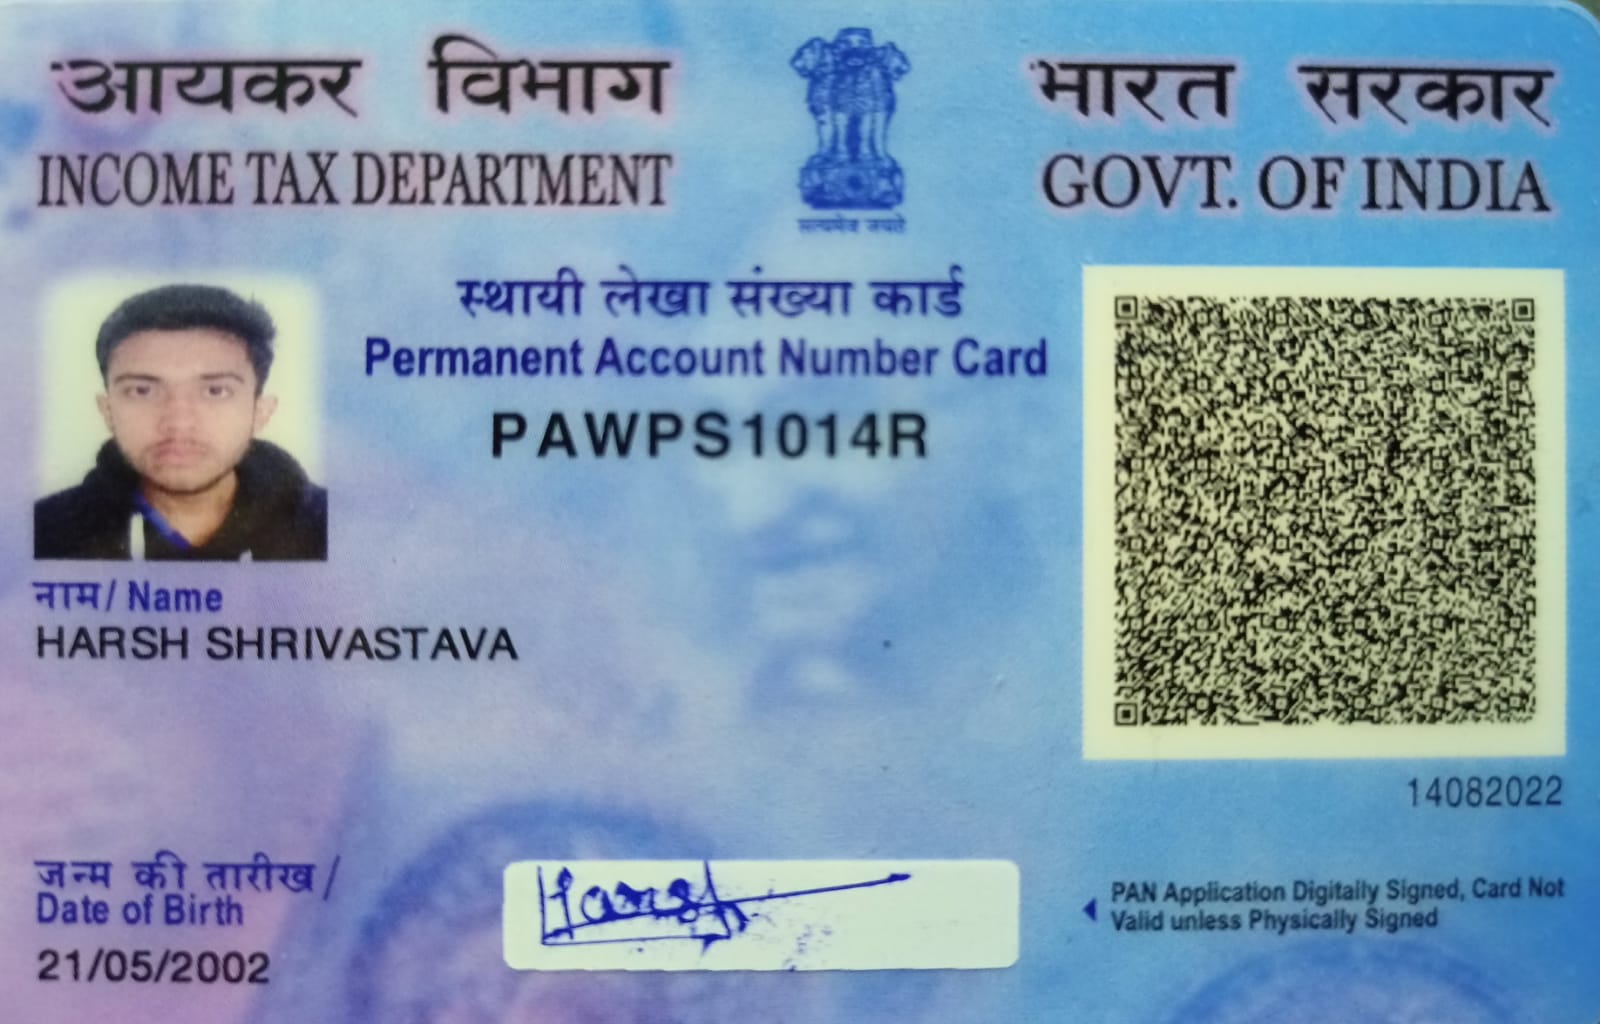 आयकर विभाग
INCOME TAX DEPARTMENT
सत्यमेव जयते
भारत सरकार
GOVT. OF INDIA
स्थायी लेखा संख्या कार्ड
Permanent Account Number Card
PAWPS1014R
नाम/ Name
HARSH SHRIVASTAVA
14082022
जन्म की तारीख/
Date of Birth
21/05/2002
Harsh
PAN Application Digitally Signed, Card Not
Valid unless Physically Signed